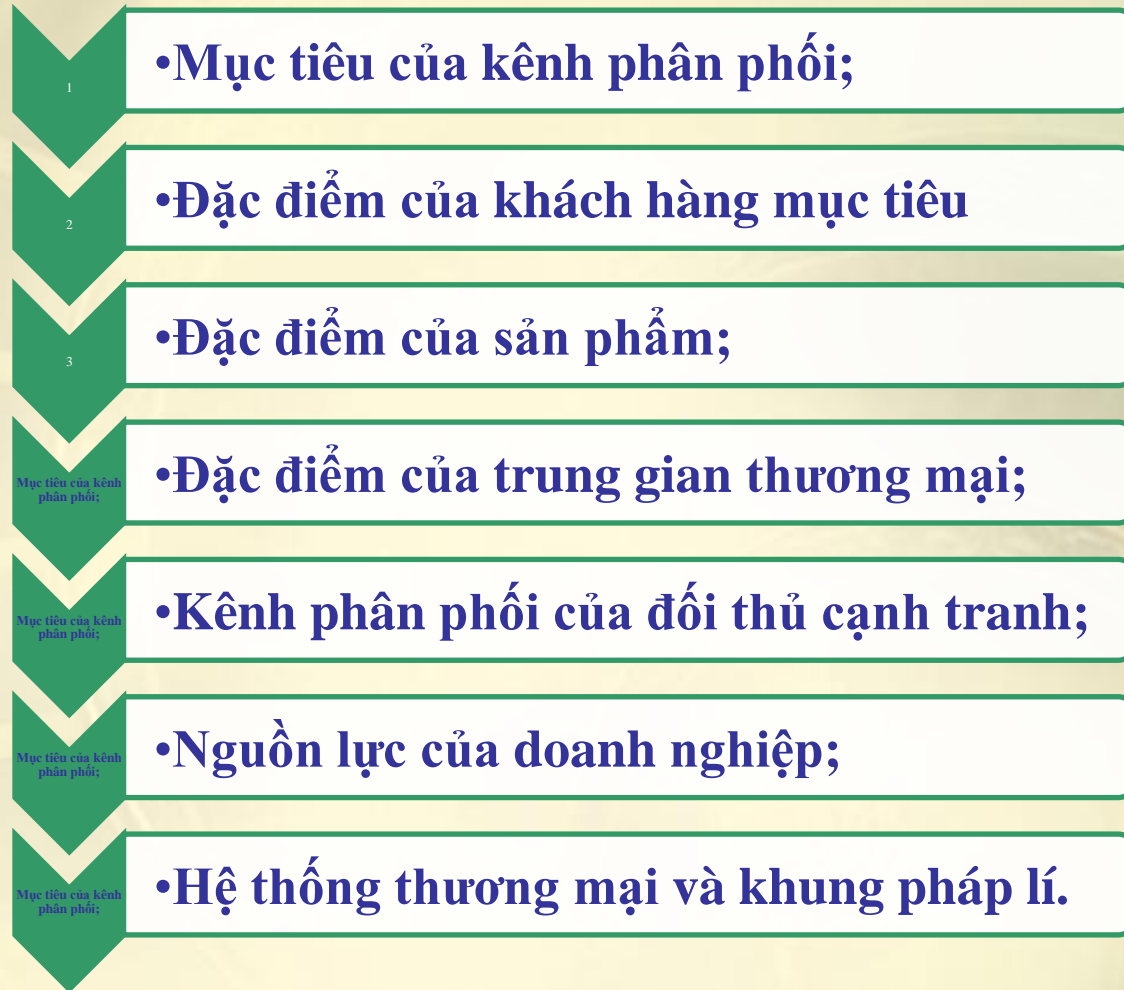 1
•Mục tiêu của kênh phân phối;
2
•Đặc điểm của khách hàng mục tiêu
3
•Đặc điểm của sản phẩm;
Mục tiêu của kênh
phân phối;
•Đặc điểm của trung gian thương mại;
Mục tiêu của kênh
phân phối;
•Kênh phân phối của đối thủ cạnh tranh;
Mục tiêu của kênh
phân phối;
•Nguồn lực của doanh nghiệp;
Mục tiêu của kênh
phân phối;
•Hệ thống thương mại và khung pháp lí.